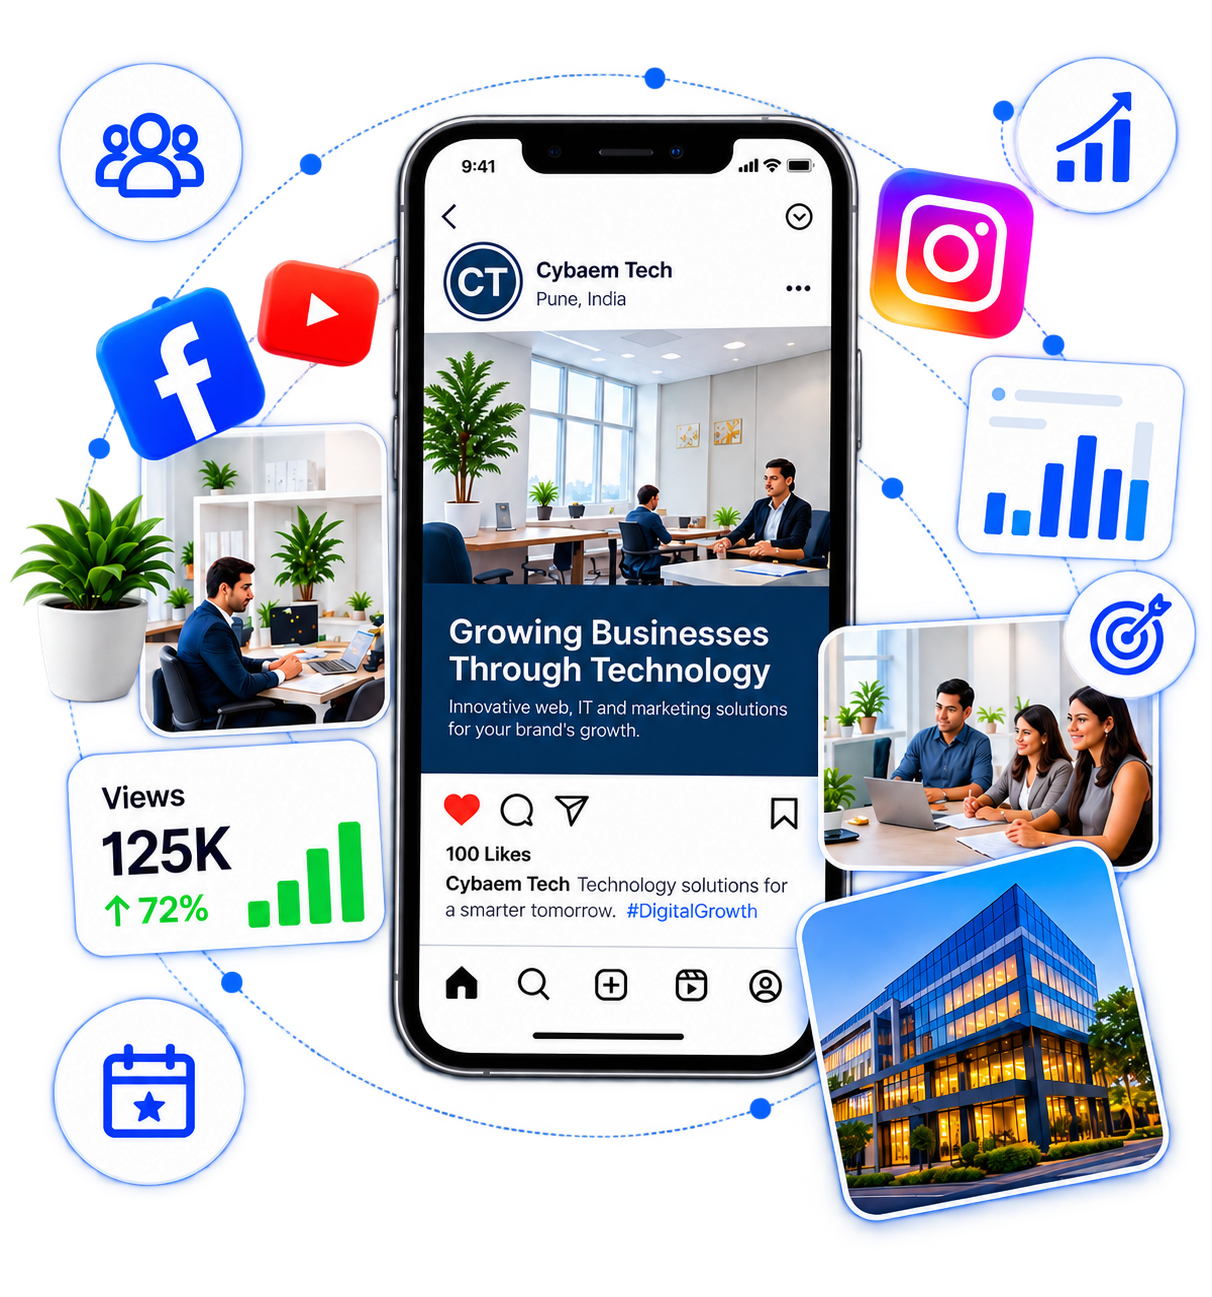 9:41
CT
Cybaem Tech
Pune, India
Growing Businesses
Through Technology
Innovative web, IT and marketing solutions
for your brand's growth.
100 Likes
Cybaem Tech Technology solutions for
a smarter tomorrow. #DigitalGrowth
Views
125K
↑ 72%